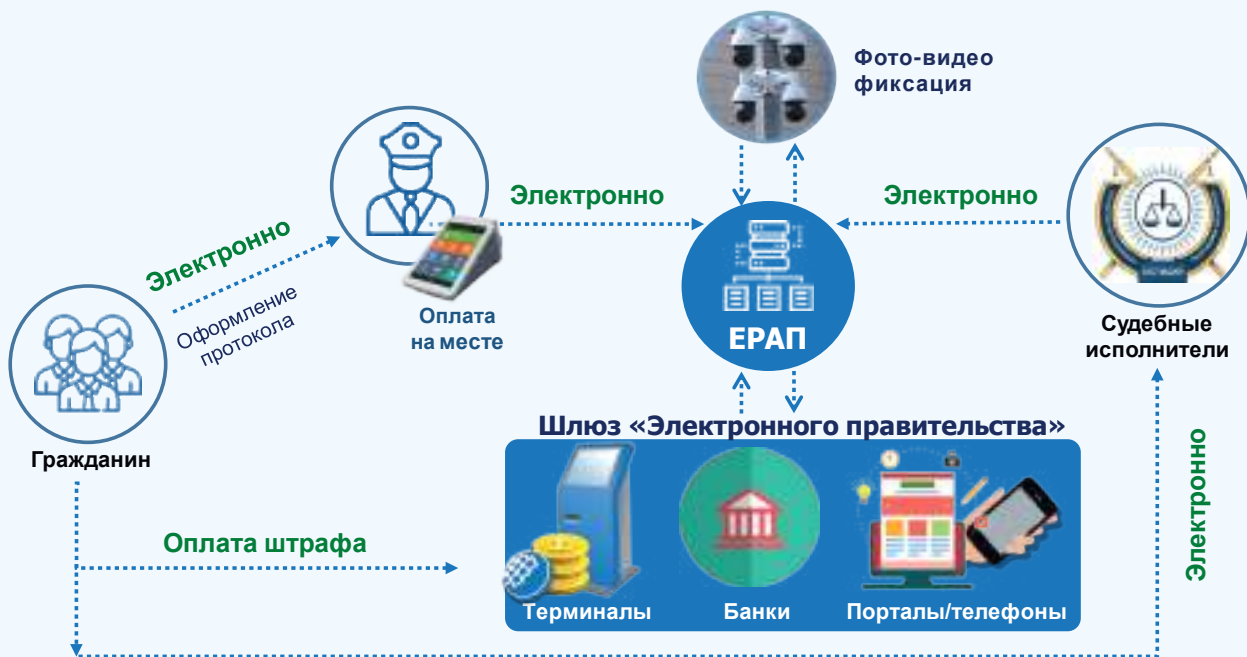 Фото-видео
фиксация
Электронно
Электронно
Электронно
Оформление
протокола
Оплата
на месте
ЕРАП
Судебные
исполнители
Гражданин
Шлюз «Электронного правительства»
Электронно
Оплата штрафа
Терминалы
Банки
Порталы/телефоны